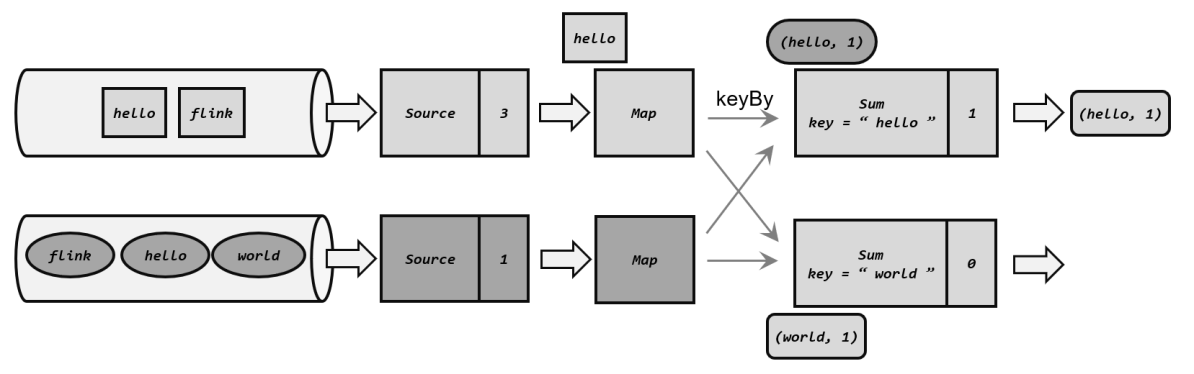 hello
(hello, 1)
hello
flink
Source
3
Map
keyBy
Sum
key = “ hello ”
1
(hello, 1)
flink
hello
world
Source
1
Map
Sum
key = “ world ”
0
(world, 1)